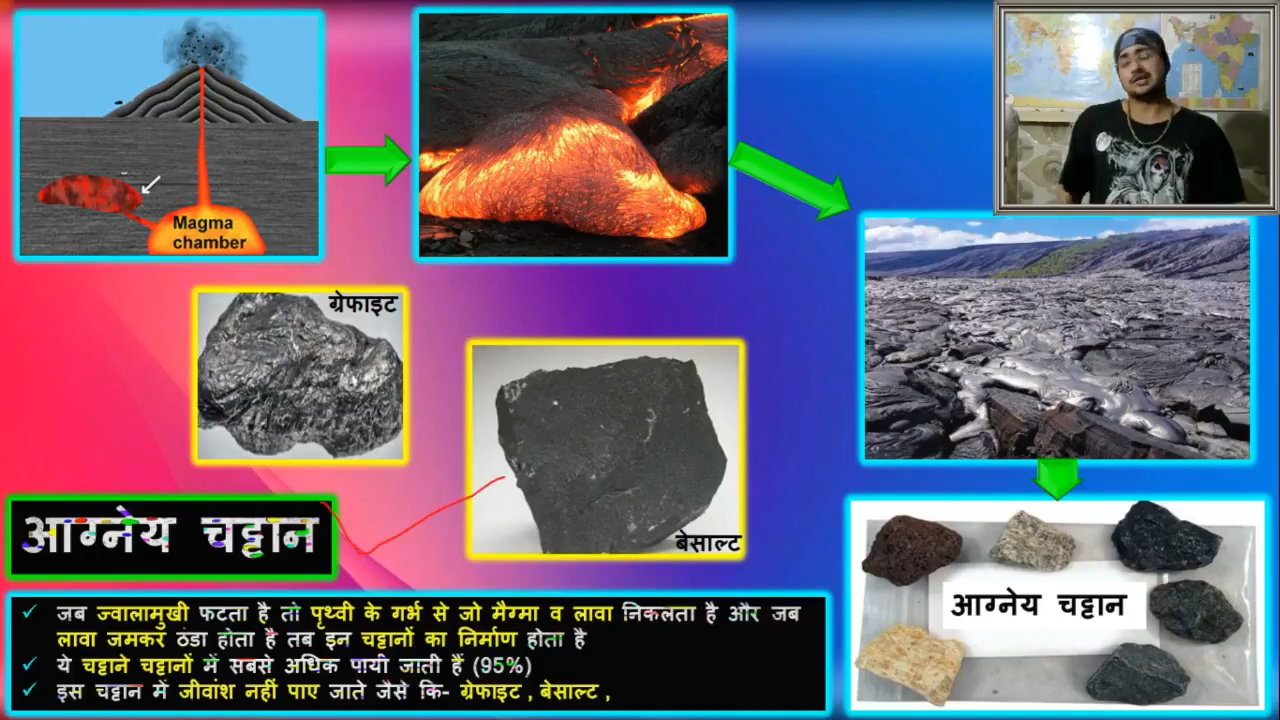 Magma
chamber
ग्रेफाइट
बेसाल्ट
आग्नेय चट्टान
आग्नेय चट्टान
जब ज्वालामुखी फटता है तो पृथ्वी के गर्भ से जो मैग्मा व लावा निकलता है और जब
लावा जमकर ठंडा होता है तब इन चट्टानों का निर्माण होता है
ये चट्टाने चट्टानों में सबसे अधिक पायी जाती हैं (95%)
इस चट्टान में जीवांश नहीं पाए जाते जैसे कि- ग्रेफाइट , बेसाल्ट ,